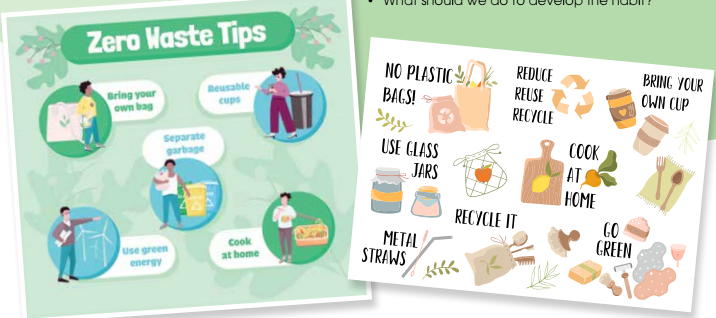 • What should we do to develop the habit?
Zero Waste Tips
Bring your
own bag
Reusable
cups
Separate
garbage
Use green
energy
Cook
at home
NO PLASTIC
BAGS!
REDUCE
REUSE
RECYCLE
BRING YOUR
OWN CUP
USE GLASS
JARS
COOK
AT
HOME
RECYCLE IT
METAL
STRAWS
GO
GREEN